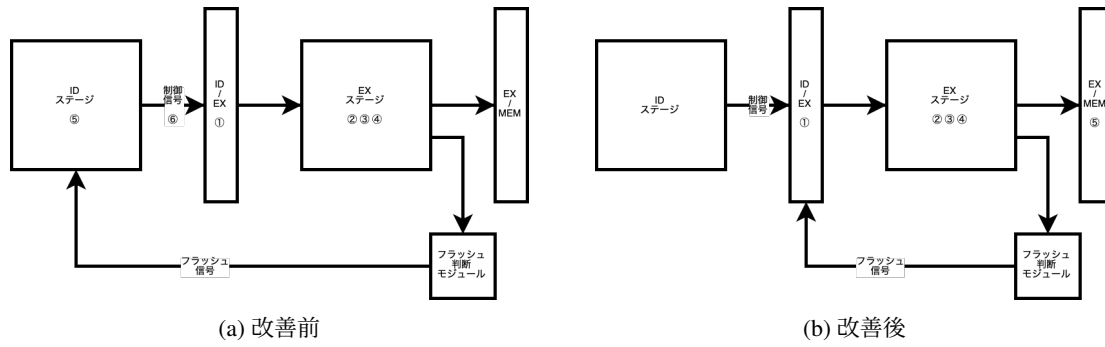 ID
ステージ
⑤
制御
信号
⑥
ID
/
EX
①
EX
ステージ
②③④
EX
/
MEM
フラッシュ
信号
フラッシュ
判断
モジュール
(a) 改善前
ID
ステージ
制御
信号
ID
/
EX
①
EX
ステージ
②③④
EX
/
MEM
⑤
フラッシュ
信号
フラッシュ
判断
モジュール
(b) 改善後